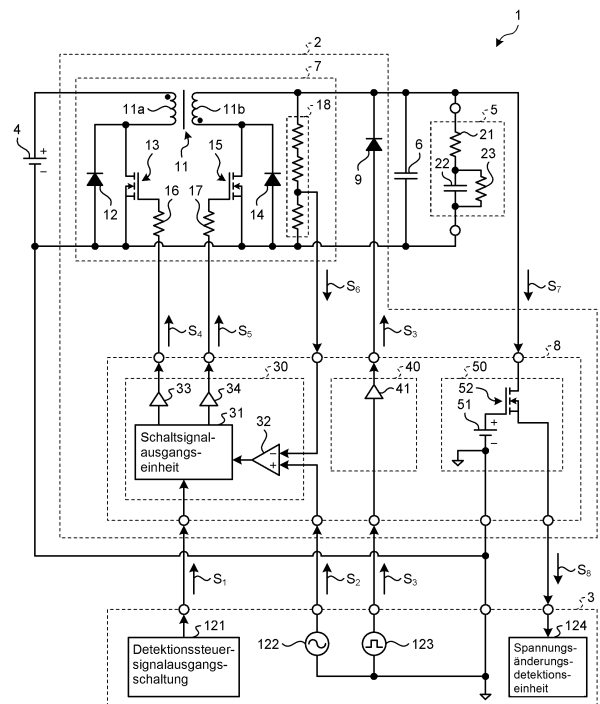 1
2
7
11a
11b
18
5
4
+
−
13
15
11
21
23
12
16
17
14
9
6
22
S6
S7
S4
S5
S3
30
40
50
8
33
34
41
52
31
32
51
+
−
Schaltsignal-
ausgangs-
einheit
−
+
S1
S2
S3
S8
3
121
122
123
124
Detektionssteuer-
signalausgangs-
schaltung
Spannungs-
änderungs-
detektions-
einheit